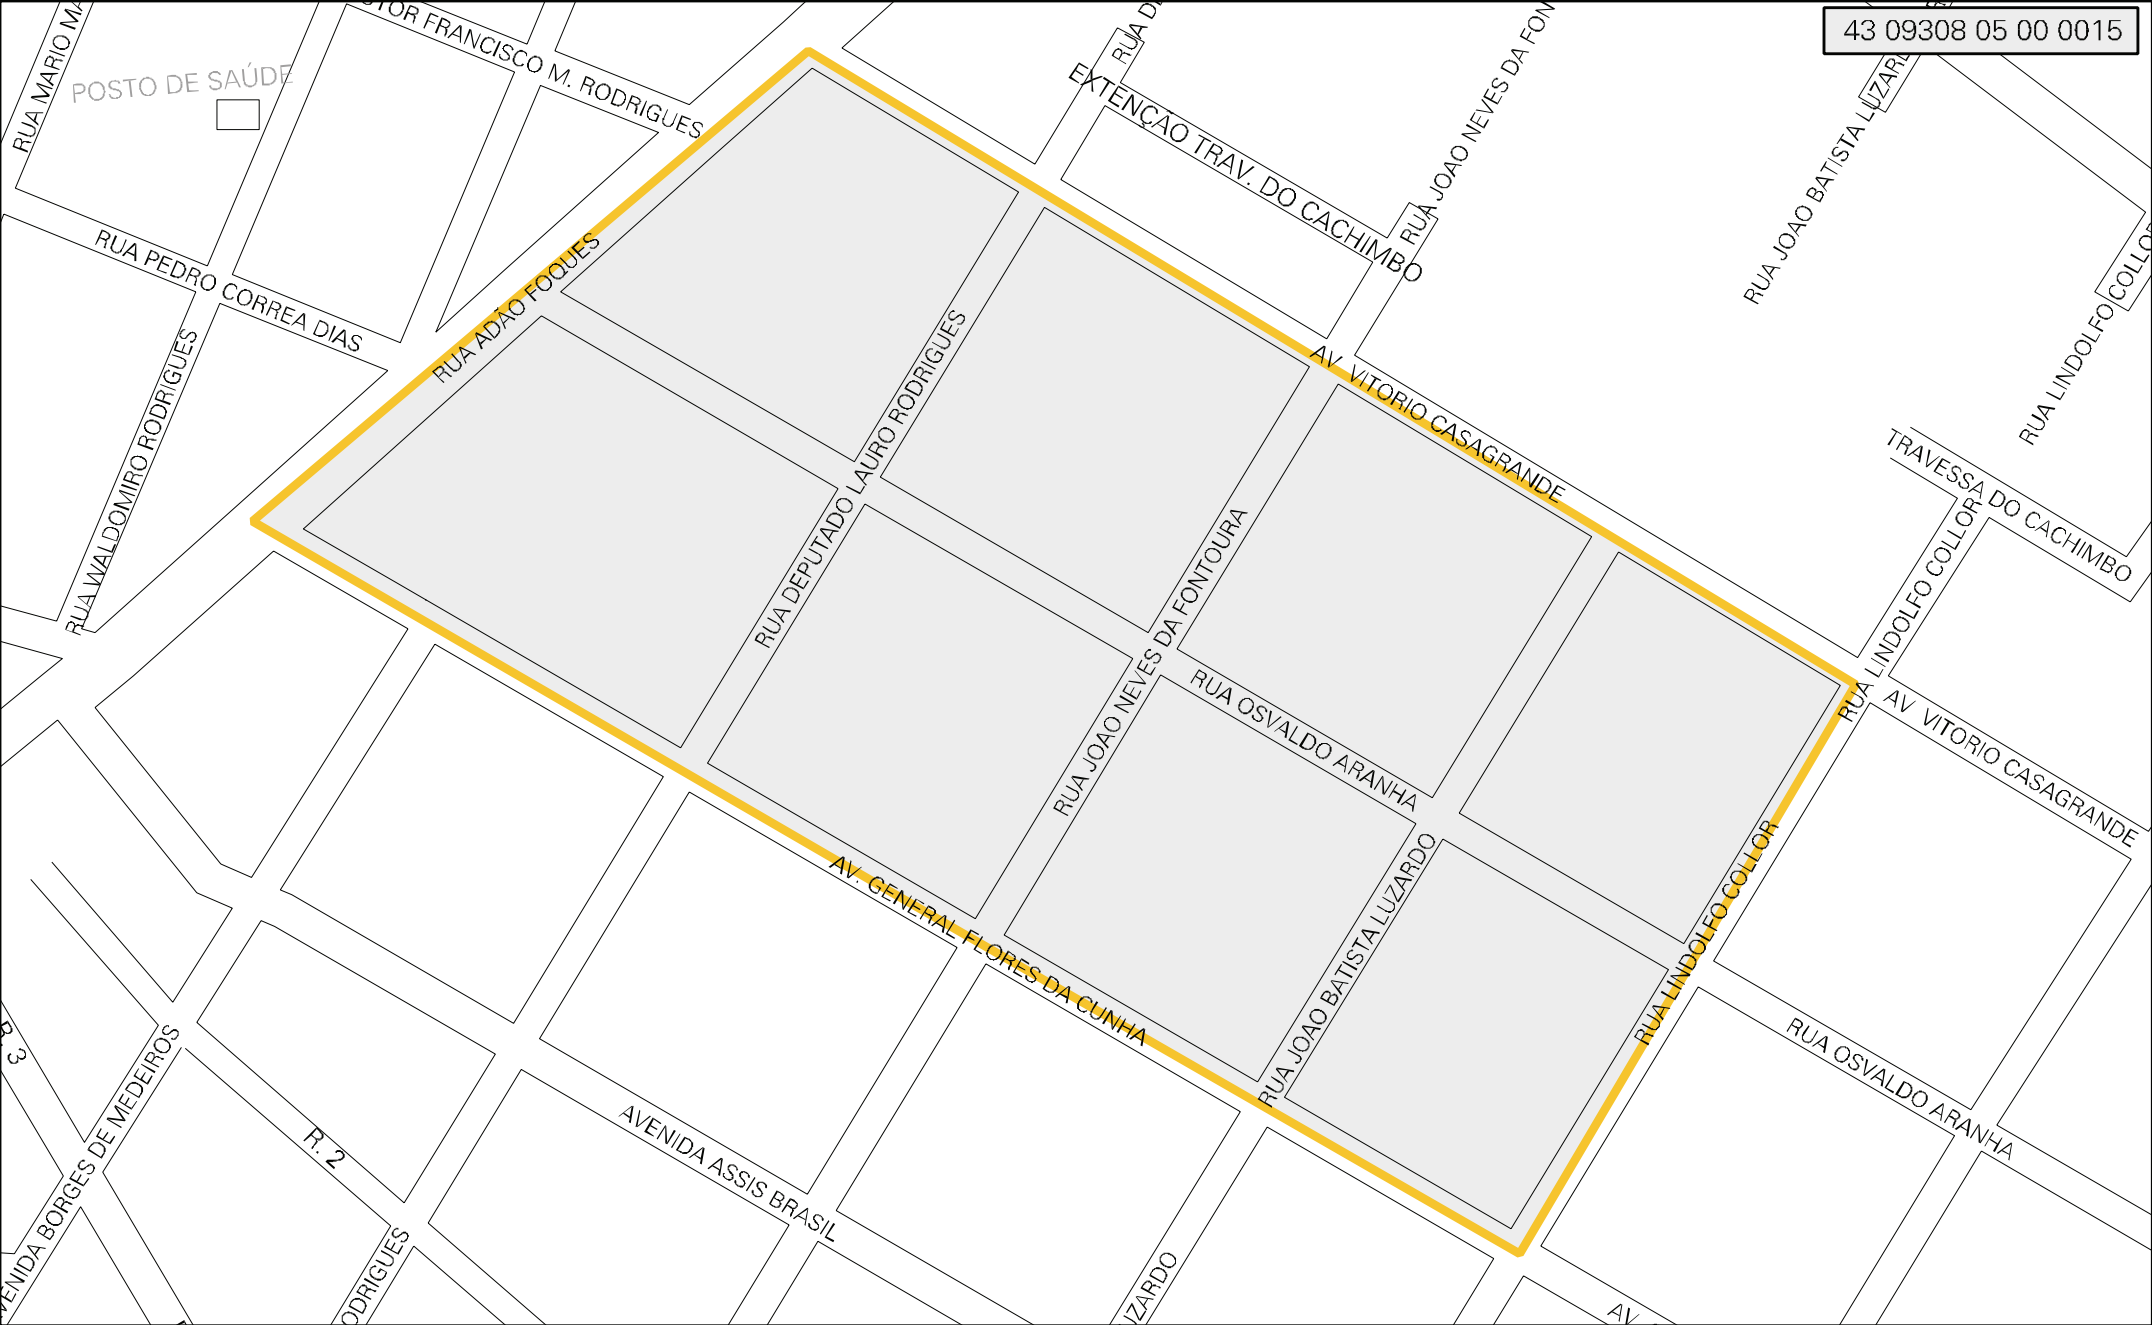 43 09308 05 00 0015
RUA MARIO
FRANCISCO M. RODRIGUES
POSTO DE SAÚDE
RUA
EXTENÇÃO TRAV. DO CACHIMBO
RUA JOAO NEVES DA FON
RUA JOAO BATISTA LUZARD
RUA LINDOLFO COLLOR
RUA PEDRO CORREA DIAS
RUA ADÃO FOQUES
RUA WALDOMIRO RODRIGUES
RUA DEPUTADO LAURO RODRIGUES
AV VITORIO CASAGRANDE
TRAVESSA DO CACHIMBO
RUA LINDOLFO COLLOR
AV VITORIO CASAGRANDE
RUA JOAO NEVES DA FONTOURA
RUA OSVALDO ARANHA
RUA JOAO BATISTA LUZARDO
RUA LINDOLFO COLLOR
AV. GENERAL FLORES DA CUNHA
RUA OSVALDO ARANHA
R. 3
AVENIDA BORGES DE MEDEIROS
R. 2
AVENIDA ASSIS BRASIL
ODRIGUES
UZARDO
AV.